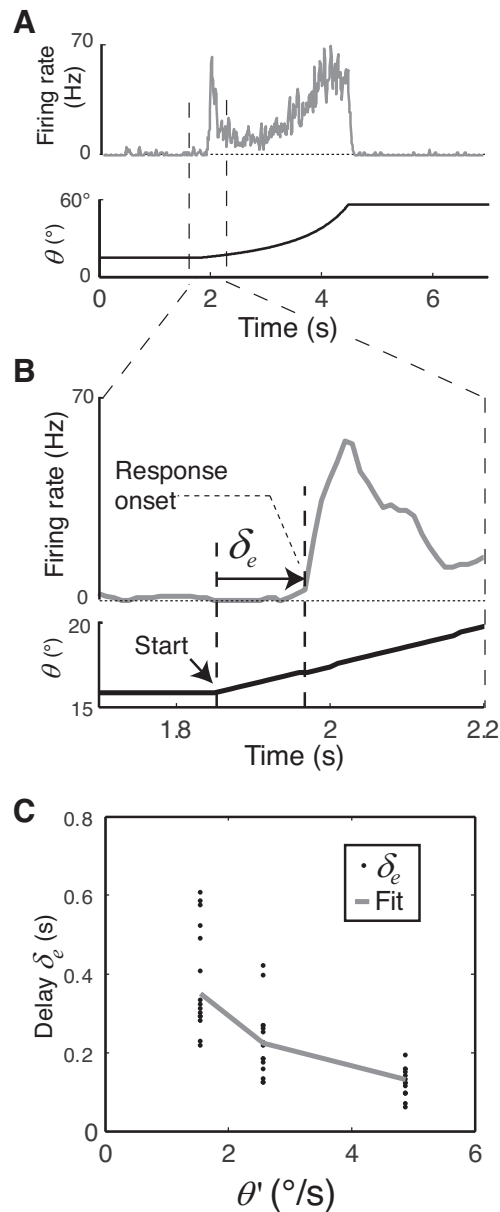 A
70
Firing rate
(Hz)
0
60°
θ (°)
0
0 2 4 6
Time (s)
B
70
Firing rate (Hz)
Response
onset
δe
0
20
Start
θ (°)
15
1.8 2 2.2
Time (s)
C
0.8
δe
Fit
0.6
Delay δe (s)
0.4
0.2
0
0 2 4 6
θ' (°/s)